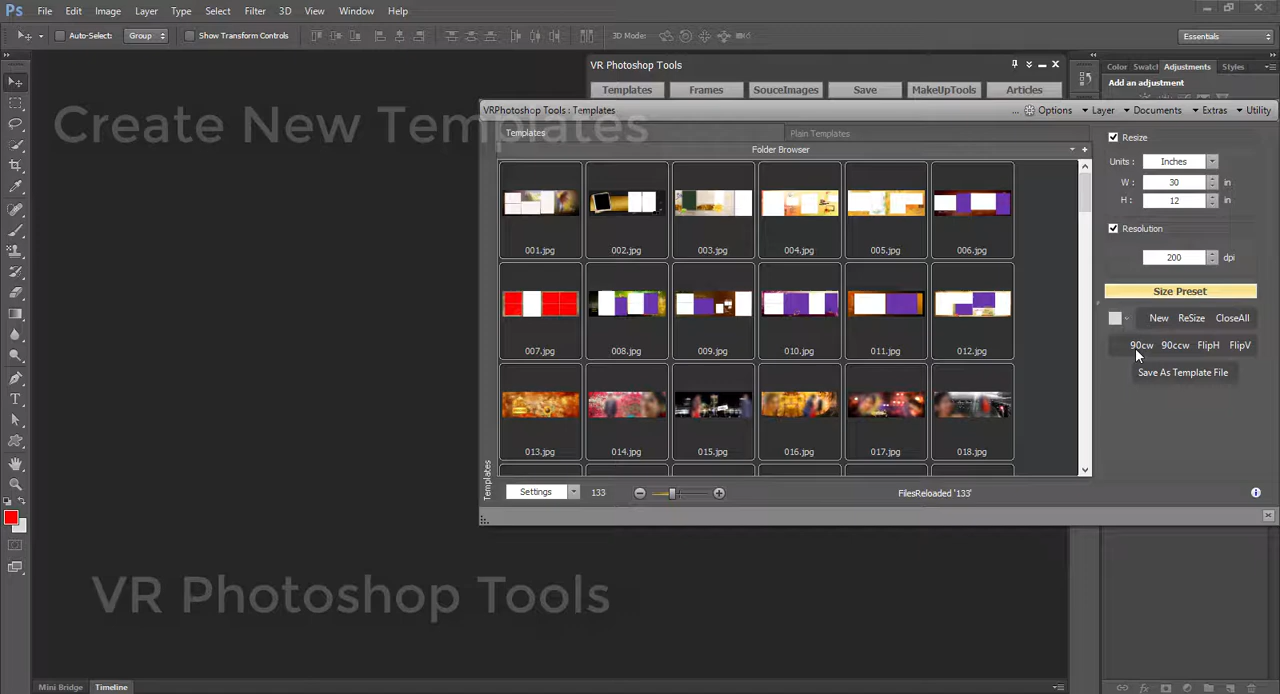 Ps File Edit Image Layer Type Select Filter 3D View Window Help
Auto-Select: Group Show Transform Controls 3D Mode: Essentials
VR Photoshop Tools
Color Swatcl Adjustments Styles
Add an adjustment
Templates Frames SouceImages Save MakeUpTools Articles
Create New Templates
VRPhotoshop Tools : Templates ... Options Layer Documents Extras Utility
Templates Plain Templates
Folder Browser
Resize
Units : Inches
W : 30 in
H : 12 in
Resolution
200 dpi
Size Preset
New ReSize CloseAll
90cw 90ccw FlipH FlipV
Save As Template File
001.jpg 002.jpg 003.jpg 004.jpg 005.jpg 006.jpg
007.jpg 008.jpg 009.jpg 010.jpg 011.jpg 012.jpg
013.jpg 014.jpg 015.jpg 016.jpg 017.jpg 018.jpg
Templates
Settings 133 FilesReloaded '133'
VR Photoshop Tools
Mini Bridge Timeline